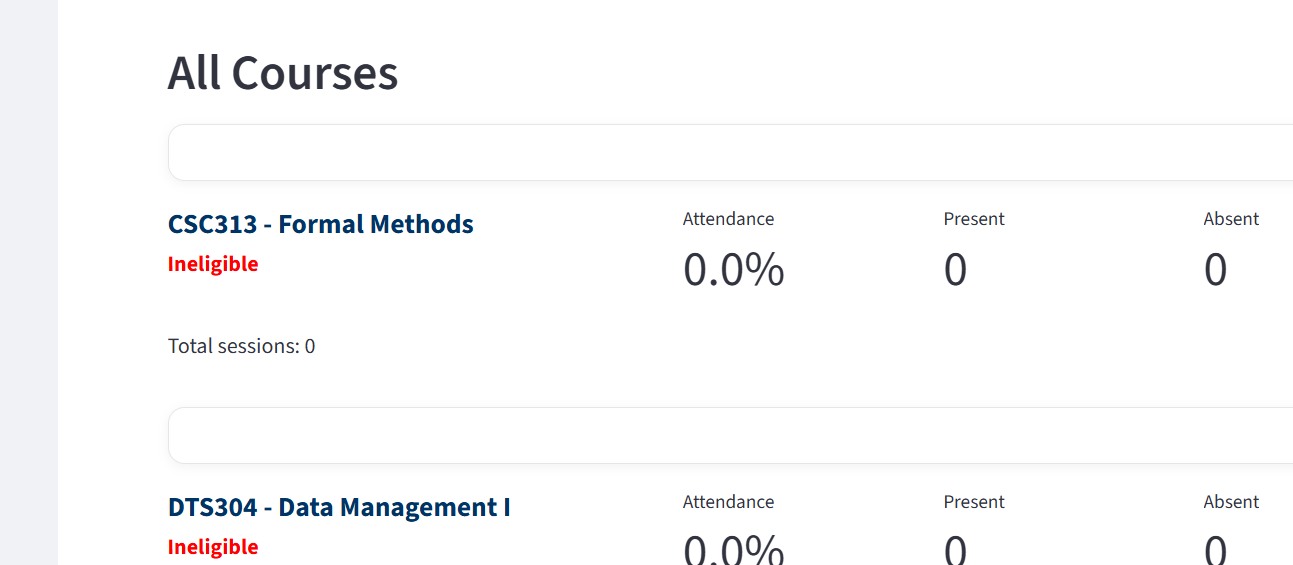 All Courses
CSC313 - Formal Methods
Ineligible
Attendance
0.0%
Present
0
Absent
0
Total sessions: 0
DTS304 - Data Management I
Ineligible
Attendance
0.0%
Present
0
Absent
0